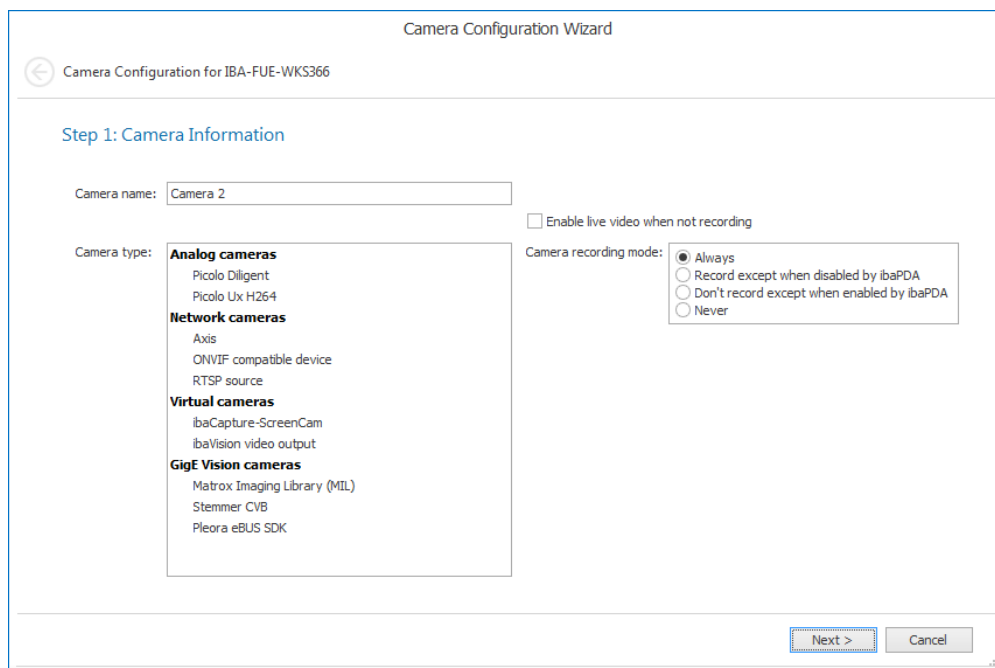 Camera Configuration Wizard
Camera Configuration for IBA-FUE-WKS366
Step 1: Camera Information
Camera name: Camera 2
Enable live video when not recording
Camera type:
Analog cameras
Picolo Diligent
Picolo Ux H264
Network cameras
Axis
ONVIF compatible device
RTSP source
Virtual cameras
ibaCapture-ScreenCam
ibaVision video output
GigE Vision cameras
Matrox Imaging Library (MIL)
Stemmer CVB
Pleora eBUS SDK
Camera recording mode:
Always
Record except when disabled by ibaPDA
Don't record except when enabled by ibaPDA
Never
Next >
Cancel